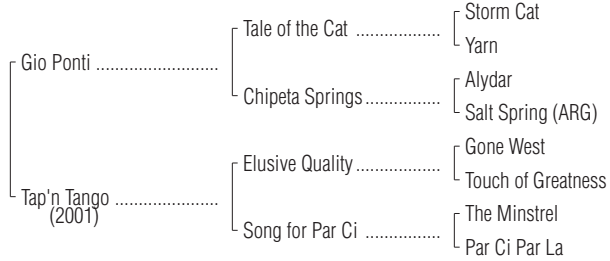 Storm Cat
Tale of the Cat ..................
Yarn
Gio Ponti ..........................
Alydar
Chipeta Springs ................
Salt Spring (ARG)
Gone West
Elusive Quality ..................
Touch of Greatness
Tap'n Tango ......................
(2001)
The Minstrel
Song for Par Ci ................
Par Ci Par La